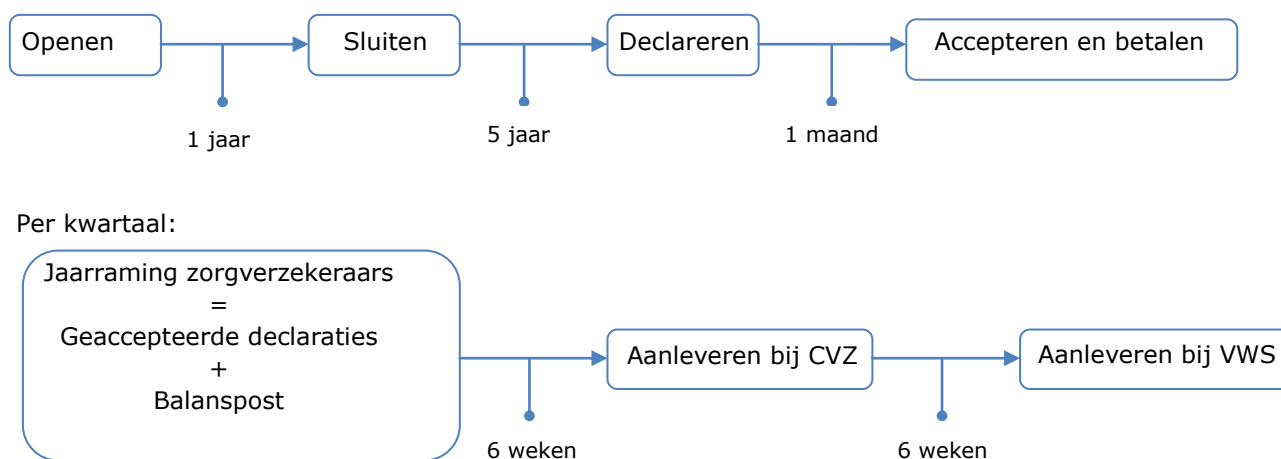 Openen
Sluiten
Declareren
Accepteren en betalen
1 jaar
5 jaar
1 maand
Per kwartaal:
Jaarraming zorgverzekeraars
=
Geaccepteerde declaraties
+
Balanspost
Aanleveren bij CVZ
Aanleveren bij VWS
6 weken
6 weken